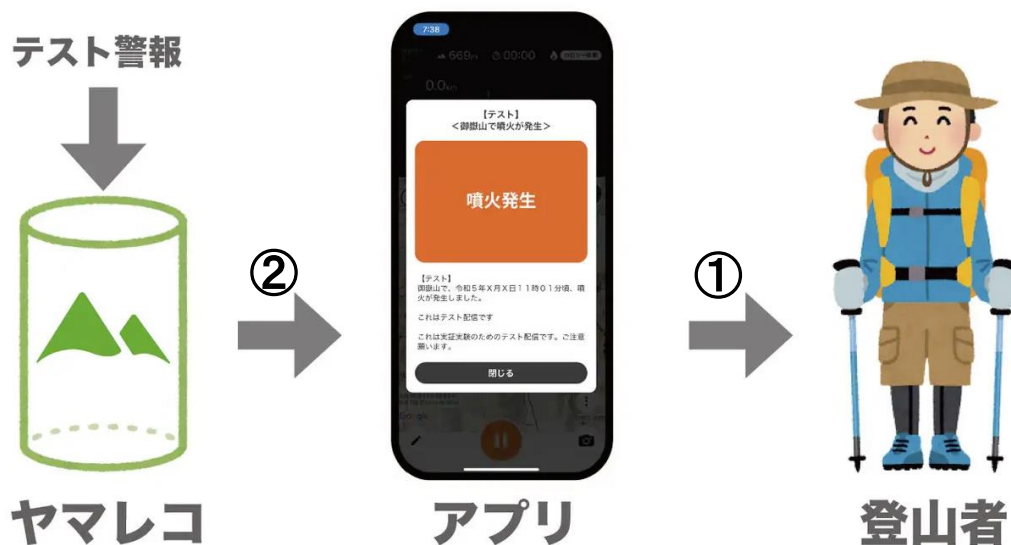 テスト警報
7:38
669m
00:00
0.0km
【テスト】
<御嶽山で噴火が発生>
噴火発生
【テスト】
御嶽山で、令和5年X月X日11時01分頃、噴
火が発生しました。
これはテスト配信です
これは実証実験のためのテスト配信です。ご注意
願います。
閉じる
Google
②
①
ヤマレコ
アプリ
登山者